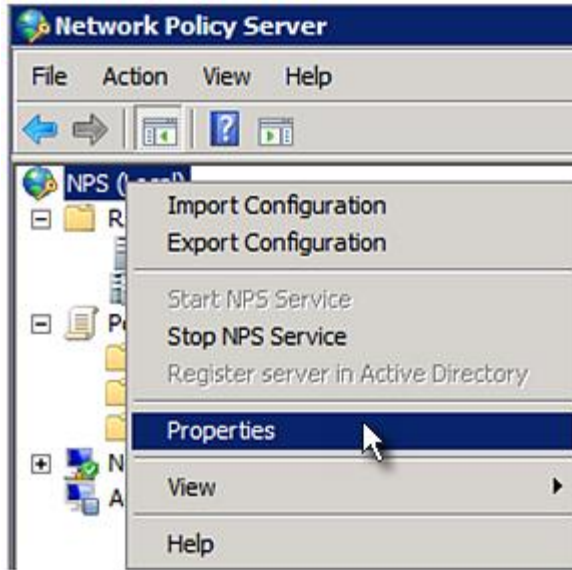 Network Policy Server
File Action View Help
NPS (Local)
Import Configuration
R
Export Configuration
Start NPS Service
Po
Stop NPS Service
Register server in Active Directory
Properties
N
View
A
Help